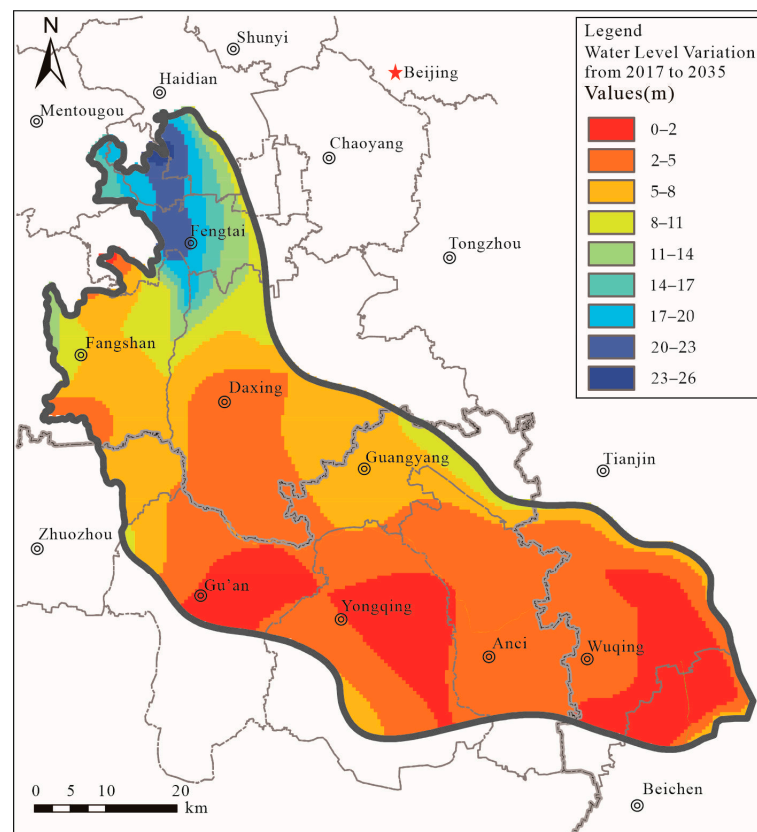 N
Shunyi
Beijing
Haidian
Mentougou
Chaoyang
Fengtai
Tongzhou
Fangshan
Daxing
Guangyang
Tianjin
Zhuozhou
Gu'an
Yongqing
Anci
Wuqing
Beichen
Legend
Water Level Variation
from 2017 to 2035
Values(m)
0–2
2–5
5–8
8–11
11–14
14–17
17–20
20–23
23–26
0 5 10 20
km